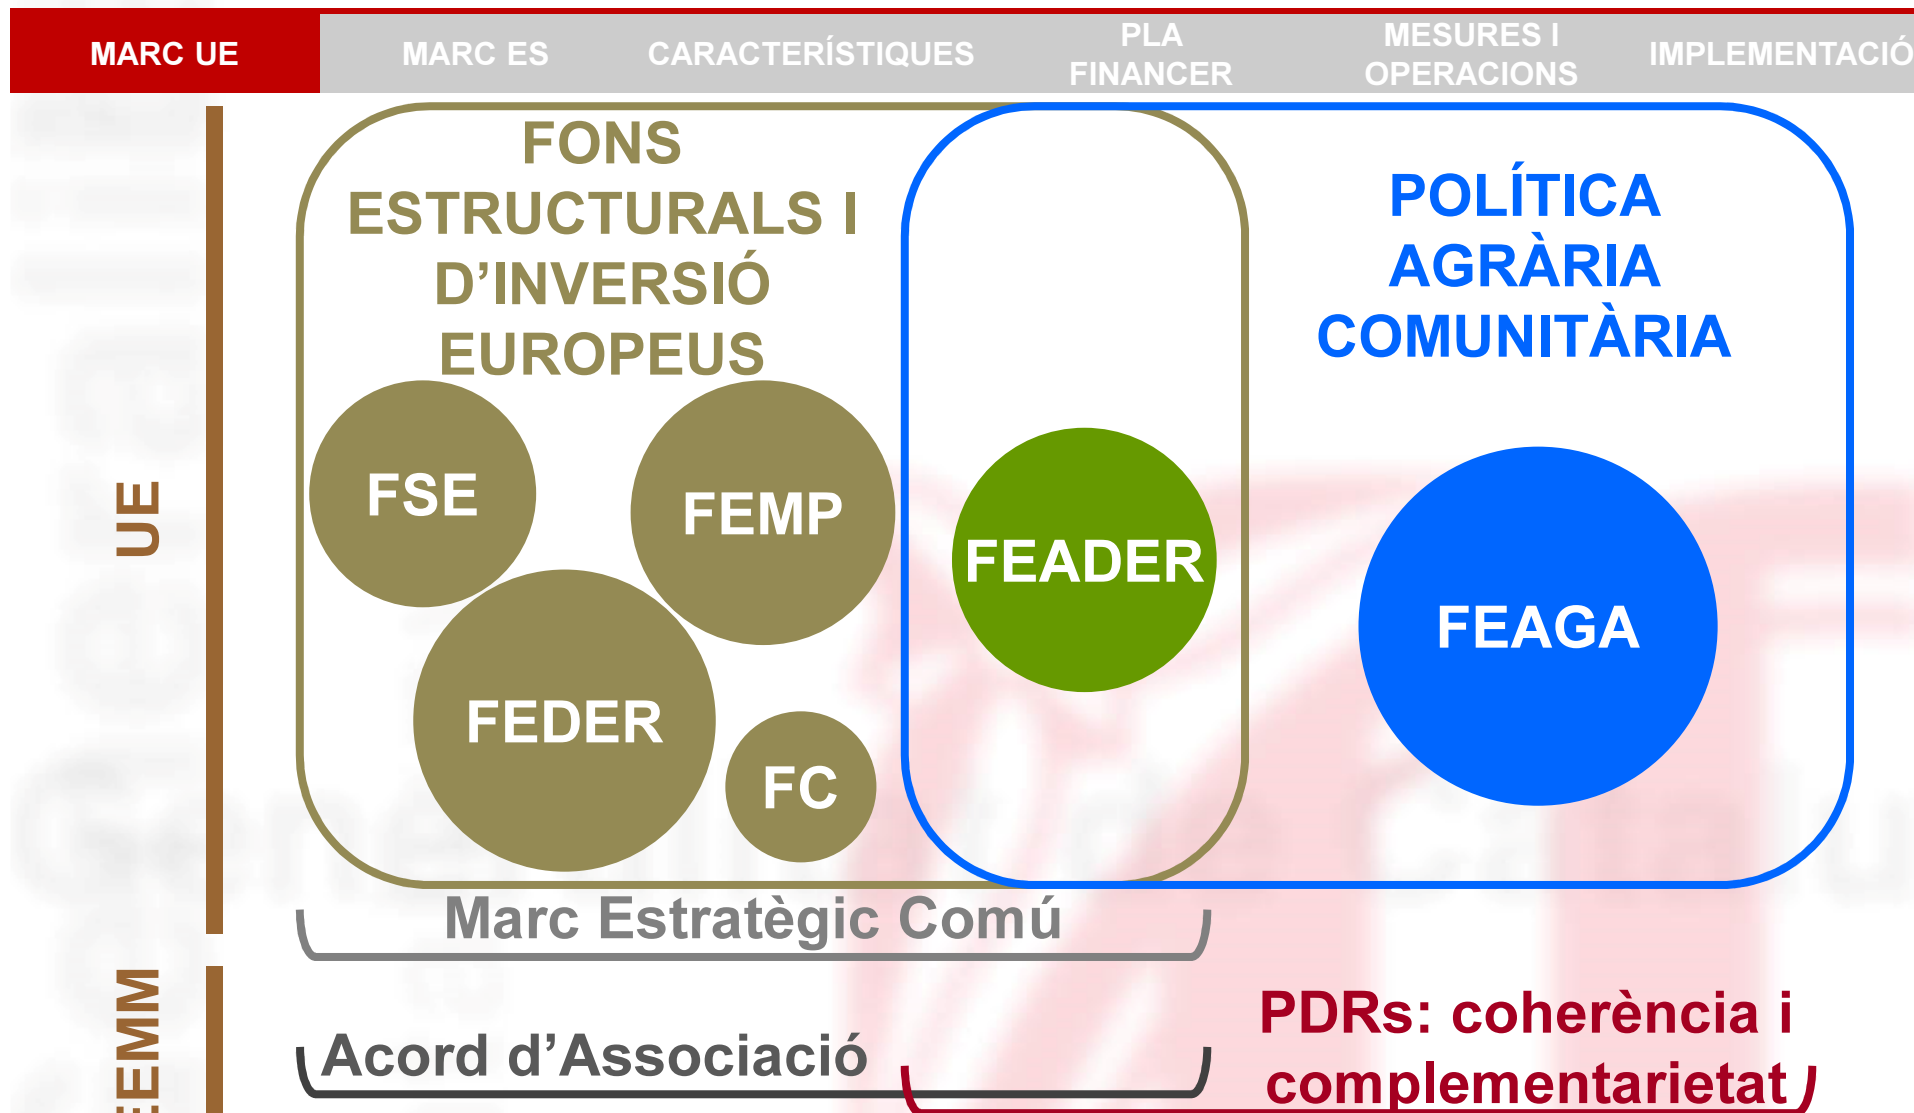 MARC UE
MARC ES
CARACTERÍSTIQUES
PLA
FINANCER
MESURES I
OPERACIONS
IMPLEMENTACIÓ
FONS
ESTRUCTURALS I
D’INVERSIÓ
EUROPEUS
POLÍTICA
AGRÀRIA
COMUNITÀRIA
UE
FSE
FEMP
FEADER
FEAGA
FEDER
FC
Marc Estratègic Comú
EEMM
Acord d’Associació
PDRs: coherència i
complementarietat